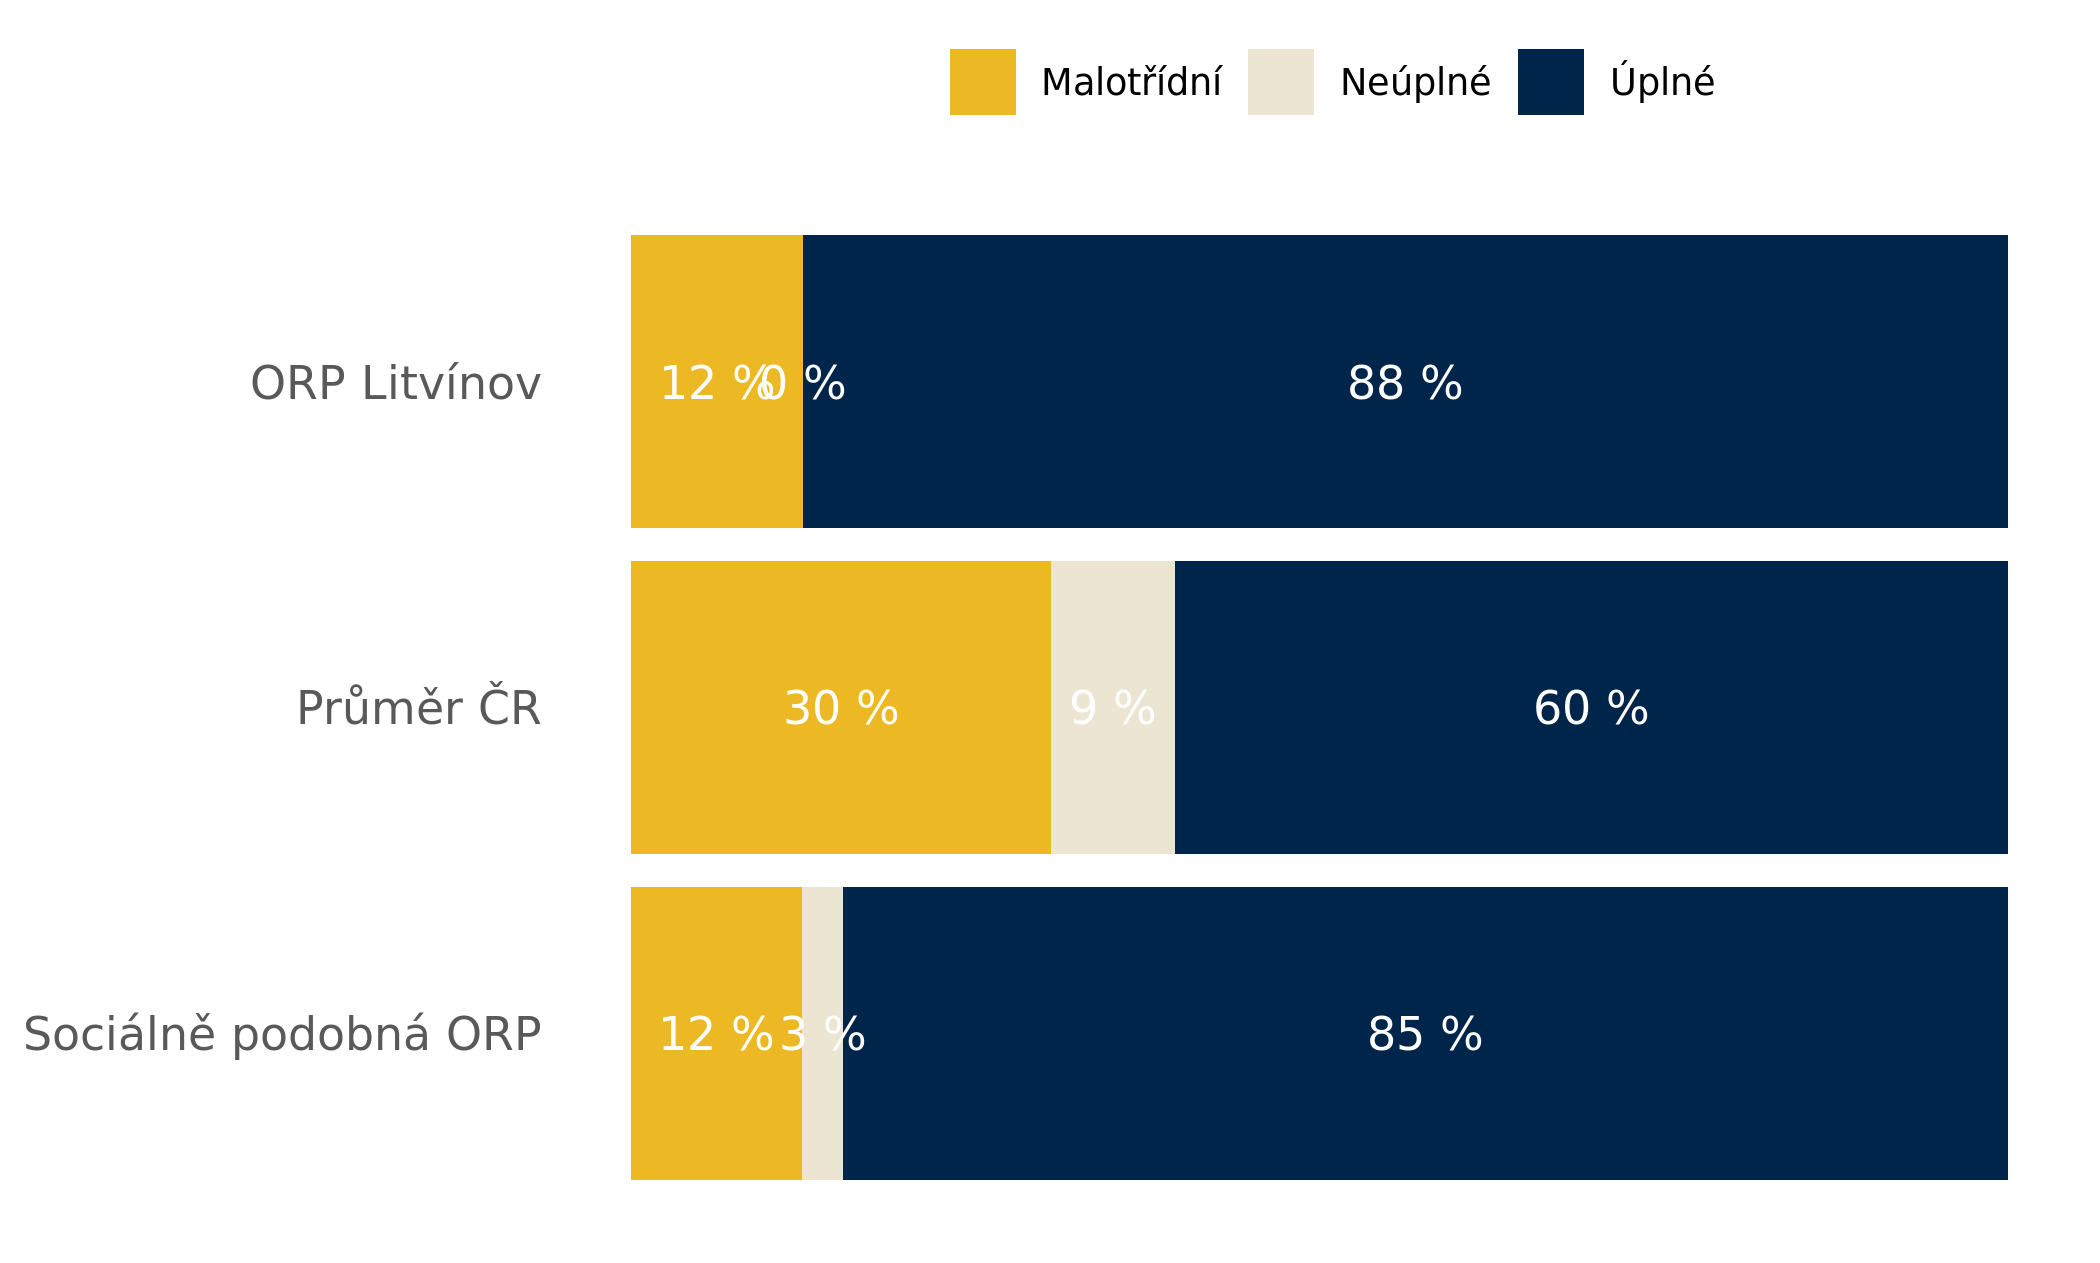 Malotřídní Neúplné Úplné
ORP Litvínov 12 % 0 % 88 %
Průměr ČR 30 % 9 % 60 %
Sociálně podobná ORP 12 % 3 % 85 %